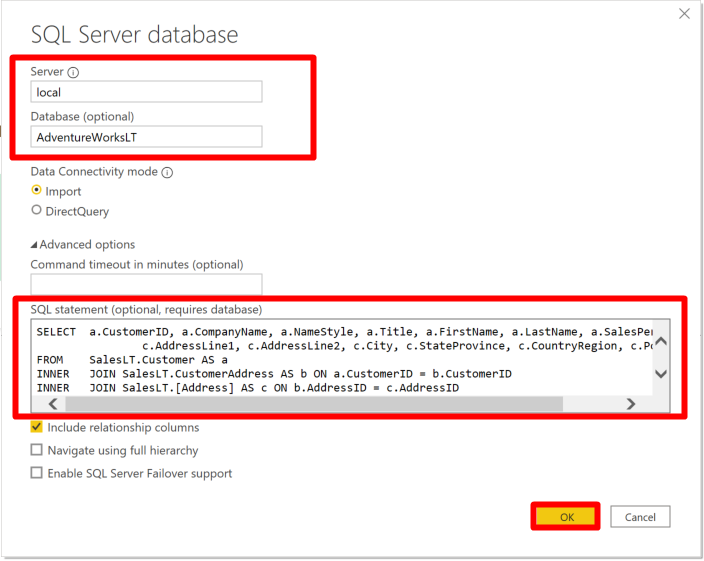 SQL Server database
Server
local
Database (optional)
AdventureWorksLT
Data Connectivity mode
Import
DirectQuery
Advanced options
Command timeout in minutes (optional)
SQL statement (optional, requires database)
SELECT a.CustomerID, a.CompanyName, a.NameStyle, a.Title, a.FirstName, a.LastName,
c.AddressLine1, c.AddressLine2, c.City, c.StateProvince, c.CountryRegion,
FROM SalesLT.Customer AS a
INNER JOIN SalesLT.CustomerAddress AS b ON a.CustomerID = b.CustomerID
INNER JOIN SalesLT.[Address] AS c ON b.AddressID = c.AddressID
Include relationship columns
Navigate using full hierarchy
Enable SQL Server Failover support
OK Cancel